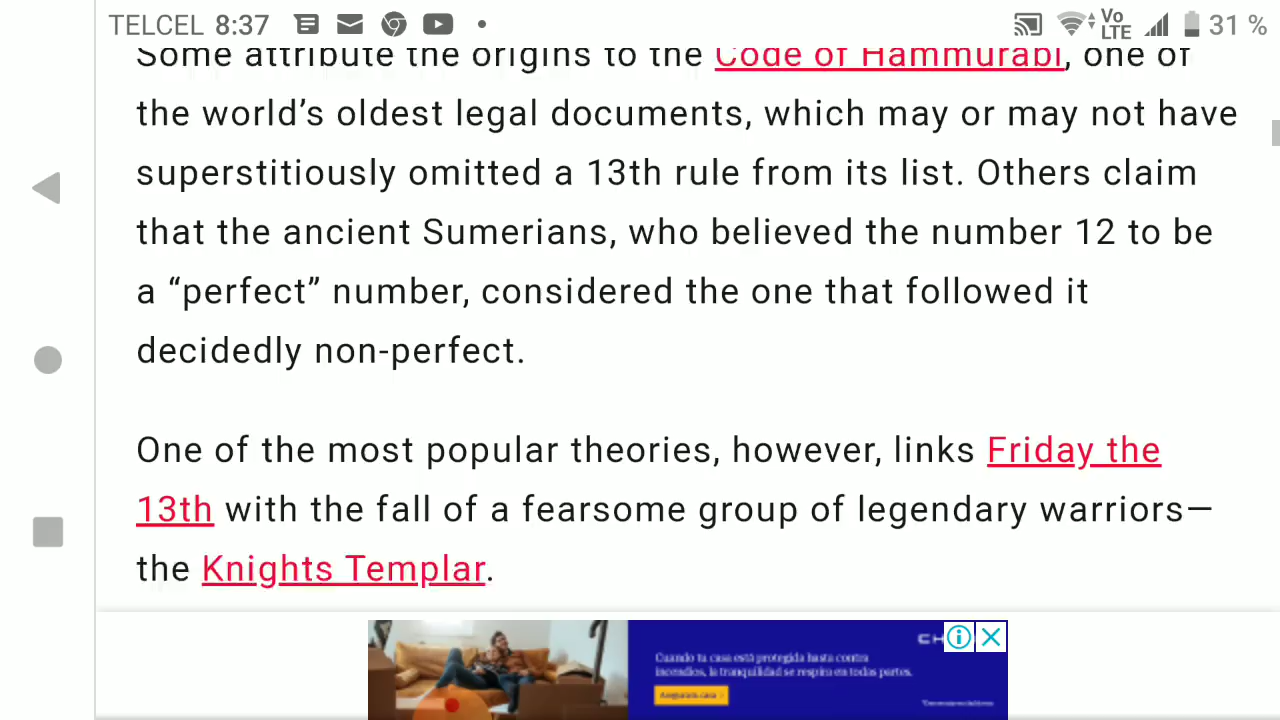 TELCEL 8:37
Vo LTE 31 %
Some attribute the origins to the Code of Hammurabi, one of
the world’s oldest legal documents, which may or may not have
superstitiously omitted a 13th rule from its list. Others claim
that the ancient Sumerians, who believed the number 12 to be
a “perfect” number, considered the one that followed it
decidedly non-perfect.
One of the most popular theories, however, links Friday the
13th with the fall of a fearsome group of legendary warriors—
the Knights Templar.
CH
Cuando tu casa está protegida hasta contra
incendios, la tranquilidad se respira en todas partes.